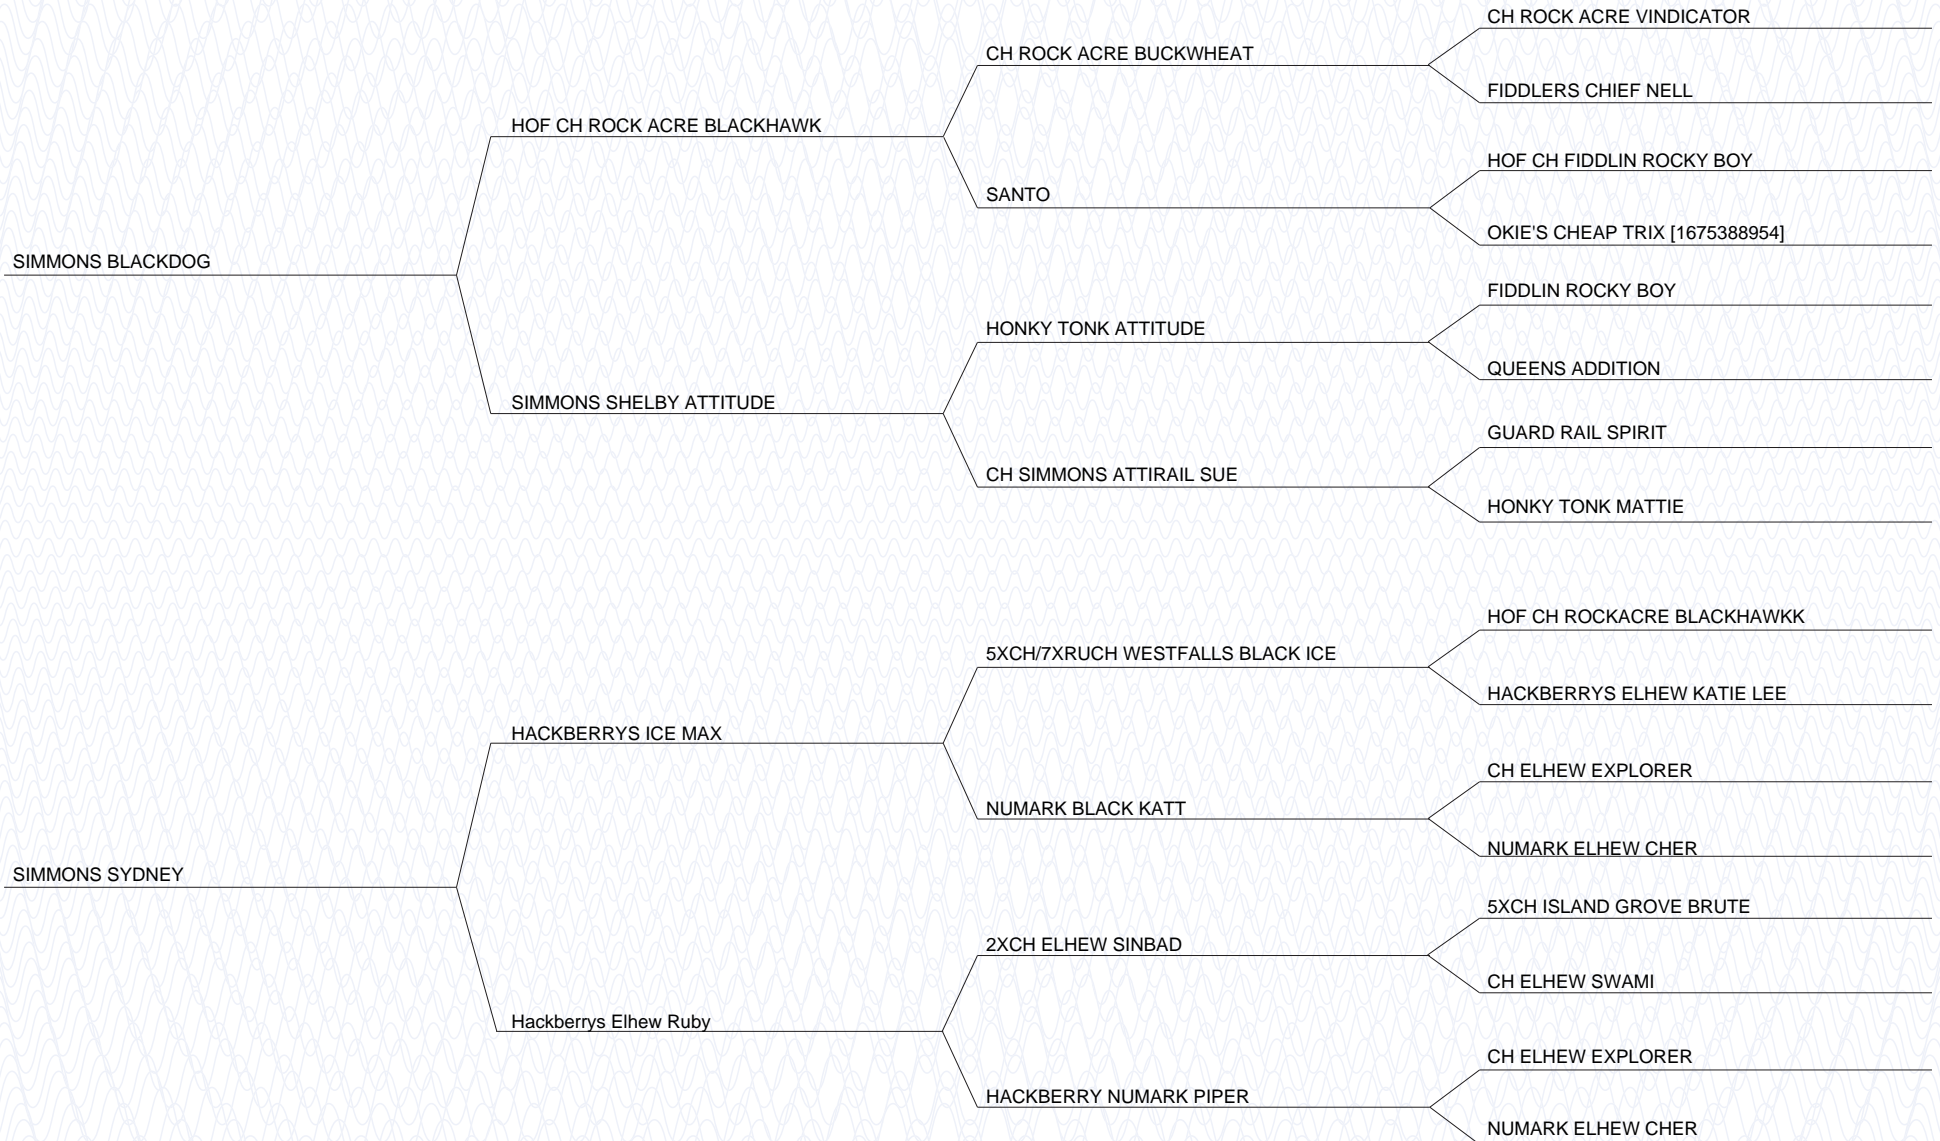 CH ROCK ACRE VINDICATOR
CH ROCK ACRE BUCKWHEAT
FIDDLERS CHIEF NELL
HOF CH ROCK ACRE BLACKHAWK
HOF CH FIDDLIN ROCKY BOY
SANTO
OKIE'S CHEAP TRIX [1675388954]
SIMMONS BLACKDOG
FIDDLIN ROCKY BOY
HONKY TONK ATTITUDE
QUEENS ADDITION
SIMMONS SHELBY ATTITUDE
GUARD RAIL SPIRIT
CH SIMMONS ATTIRAIL SUE
HONKY TONK MATTIE
HOF CH ROCKACRE BLACKHAWKK
5XCH/7XRUCH WESTFALLS BLACK ICE
HACKBERRYS ELHEW KATIE LEE
HACKBERRYS ICE MAX
CH ELHEW EXPLORER
NUMARK BLACK KATT
NUMARK ELHEW CHER
SIMMONS SYDNEY
5XCH ISLAND GROVE BRUTE
2XCH ELHEW SINBAD
CH ELHEW SWAMI
Hackberrys Elhew Ruby
CH ELHEW EXPLORER
HACKBERRY NUMARK PIPER
NUMARK ELHEW CHER